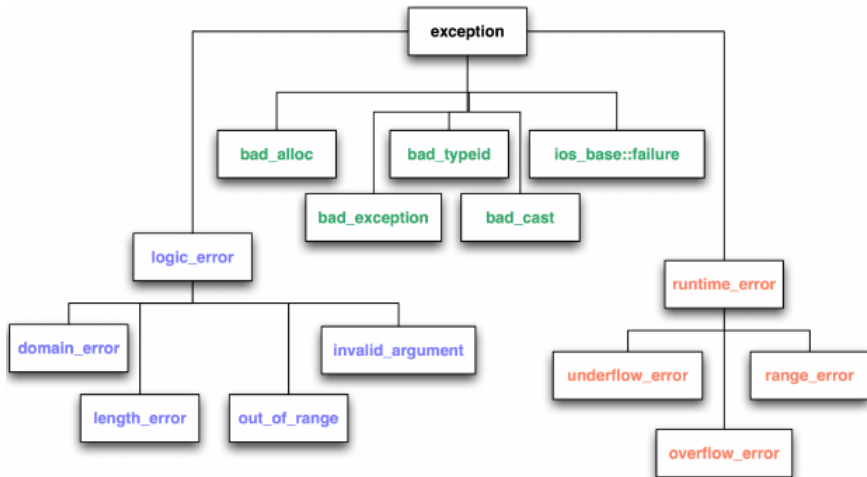 exception
bad_alloc
bad_typeid
ios_base::failure
bad_exception
bad_cast
logic_error
runtime_error
domain_error
invalid_argument
length_error
out_of_range
underflow_error
range_error
overflow_error